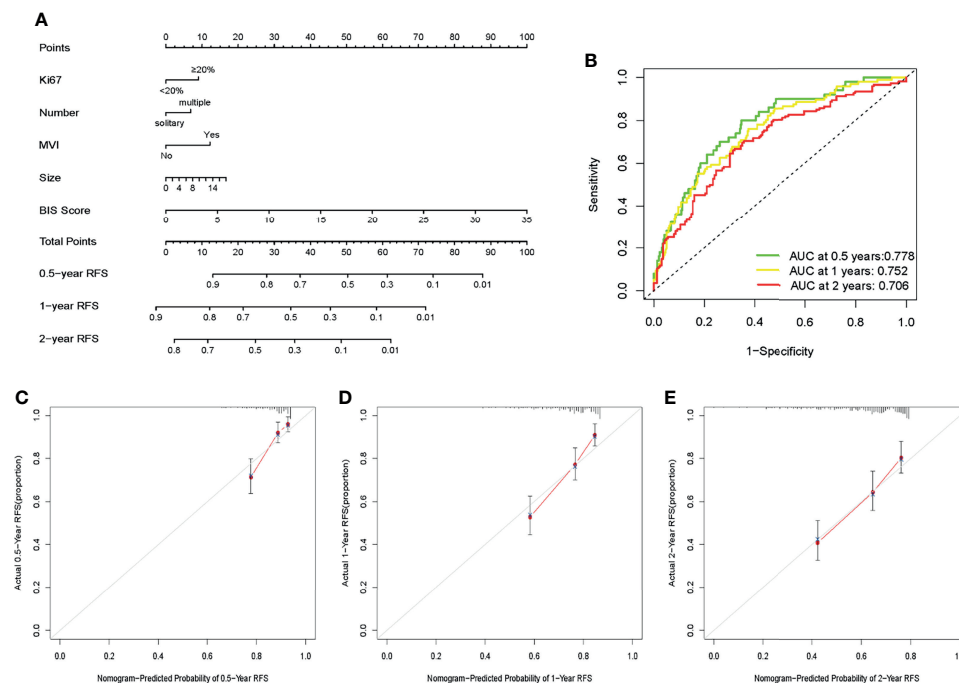 A
Points
0 10 20 30 40 50 60 70 80 90 100
Ki67
≥20%
<20%
Number
multiple
solitary
MVI
Yes
No
Size
0 4 8 14
BIS Score
0 5 10 15 20 25 30 35
Total Points
0 10 20 30 40 50 60 70 80 90 100
0.5-year RFS
0.9 0.8 0.7 0.5 0.3 0.1 0.01
1-year RFS
0.9 0.8 0.7 0.5 0.3 0.1 0.01
2-year RFS
0.8 0.7 0.5 0.3 0.1 0.01
B
Sensitivity
1.0
0.8
0.6
0.4
0.2
0.0
AUC at 0.5 years:0.778
AUC at 1 years: 0.752
AUC at 2 years: 0.706
0.0 0.2 0.4 0.6 0.8 1.0
1-Specificity
C
Actual 0.5-Year RFS(proportion)
1.0
0.8
0.6
0.4
0.2
0.0
0.0 0.2 0.4 0.6 0.8 1.0
Nomogram-Predicted Probability of 0.5-Year RFS
D
Actual 1-Year RFS(proportion)
1.0
0.8
0.6
0.4
0.2
0.0
0.0 0.2 0.4 0.6 0.8 1.0
Nomogram-Predicted Probability of 1-Year RFS
E
Actual 2-Year RFS(proportion)
1.0
0.8
0.6
0.4
0.2
0.0
0.0 0.2 0.4 0.6 0.8 1.0
Nomogram-Predicted Probability of 2-Year RFS